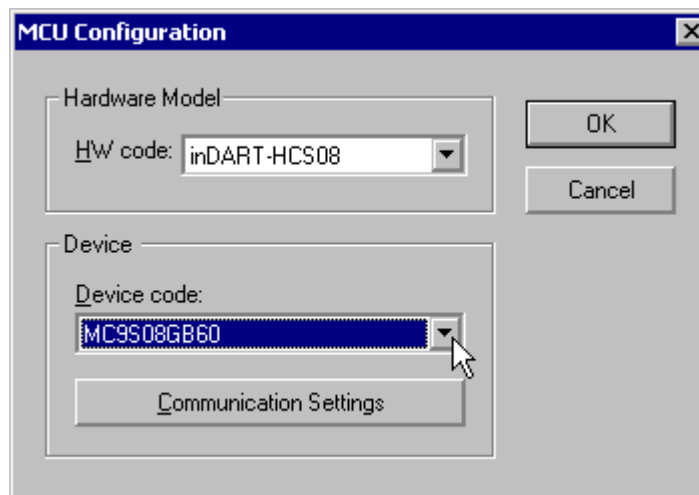 MCU Configuration
Hardware Model
HW code: inDART-HCS08
OK
Cancel
Device
Device code:
MC9S08GB60
Communication Settings